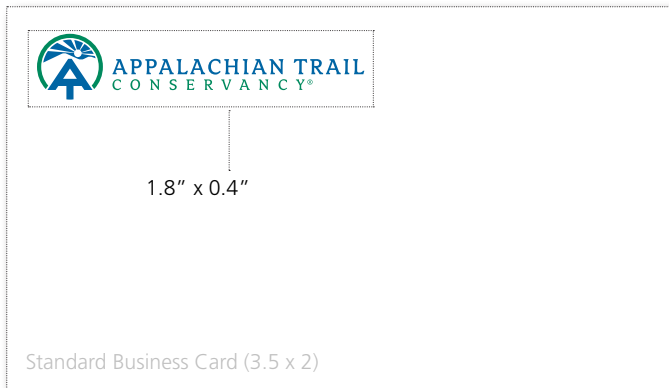 APPALACHIAN TRAIL
CONSERVANCY®
1.8” x 0.4”
Standard Business Card (3.5 x 2)